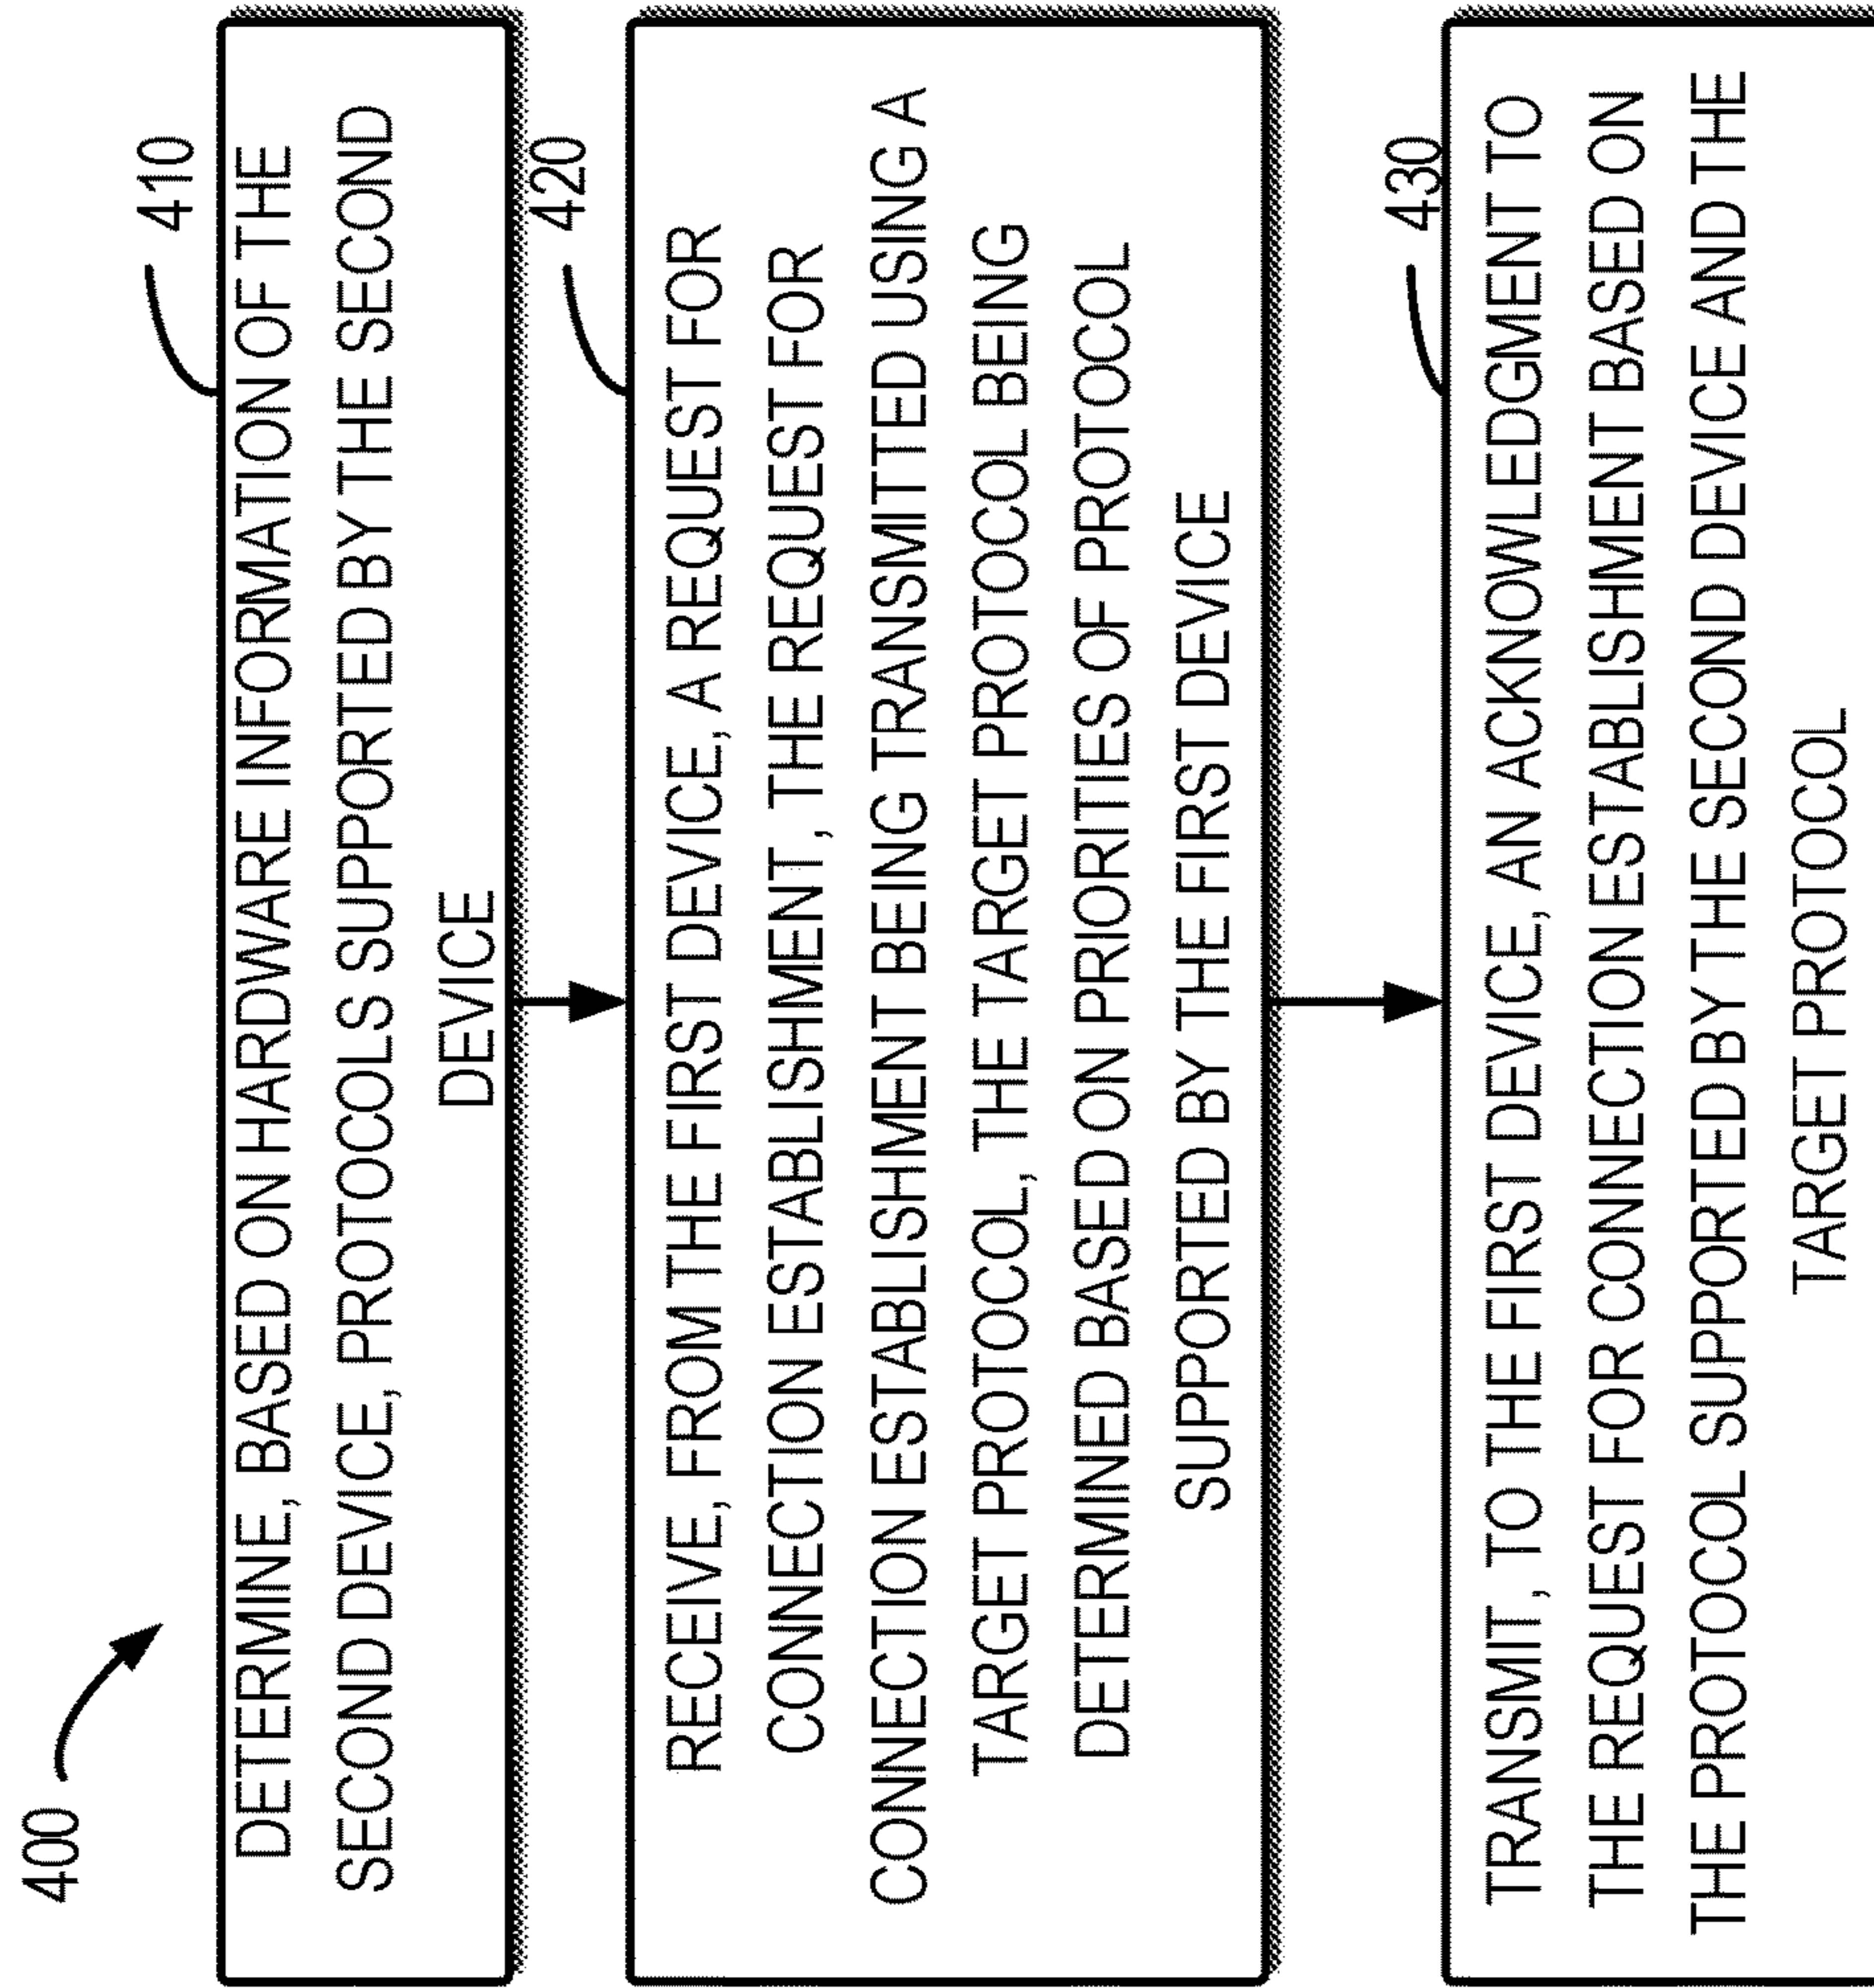 400
410
DETERMINE, BASED ON HARDWARE INFORMATION OF THE
SECOND DEVICE, PROTOCOLS SUPPORTED BY THE SECOND
DEVICE
420
RECEIVE, FROM THE FIRST DEVICE, A REQUEST FOR
CONNECTION ESTABLISHMENT, THE REQUEST FOR
CONNECTION ESTABLISHMENT BEING TRANSMITTED USING A
TARGET PROTOCOL, THE TARGET PROTOCOL BEING
DETERMINED BASED ON PRIORITIES OF PROTOCOL
SUPPORTED BY THE FIRST DEVICE
430
TRANSMIT, TO THE FIRST DEVICE, AN ACKNOWLEDGMENT TO
THE REQUEST FOR CONNECTION ESTABLISHMENT BASED ON
THE PROTOCOL SUPPORTED BY THE SECOND DEVICE AND THE
TARGET PROTOCOL